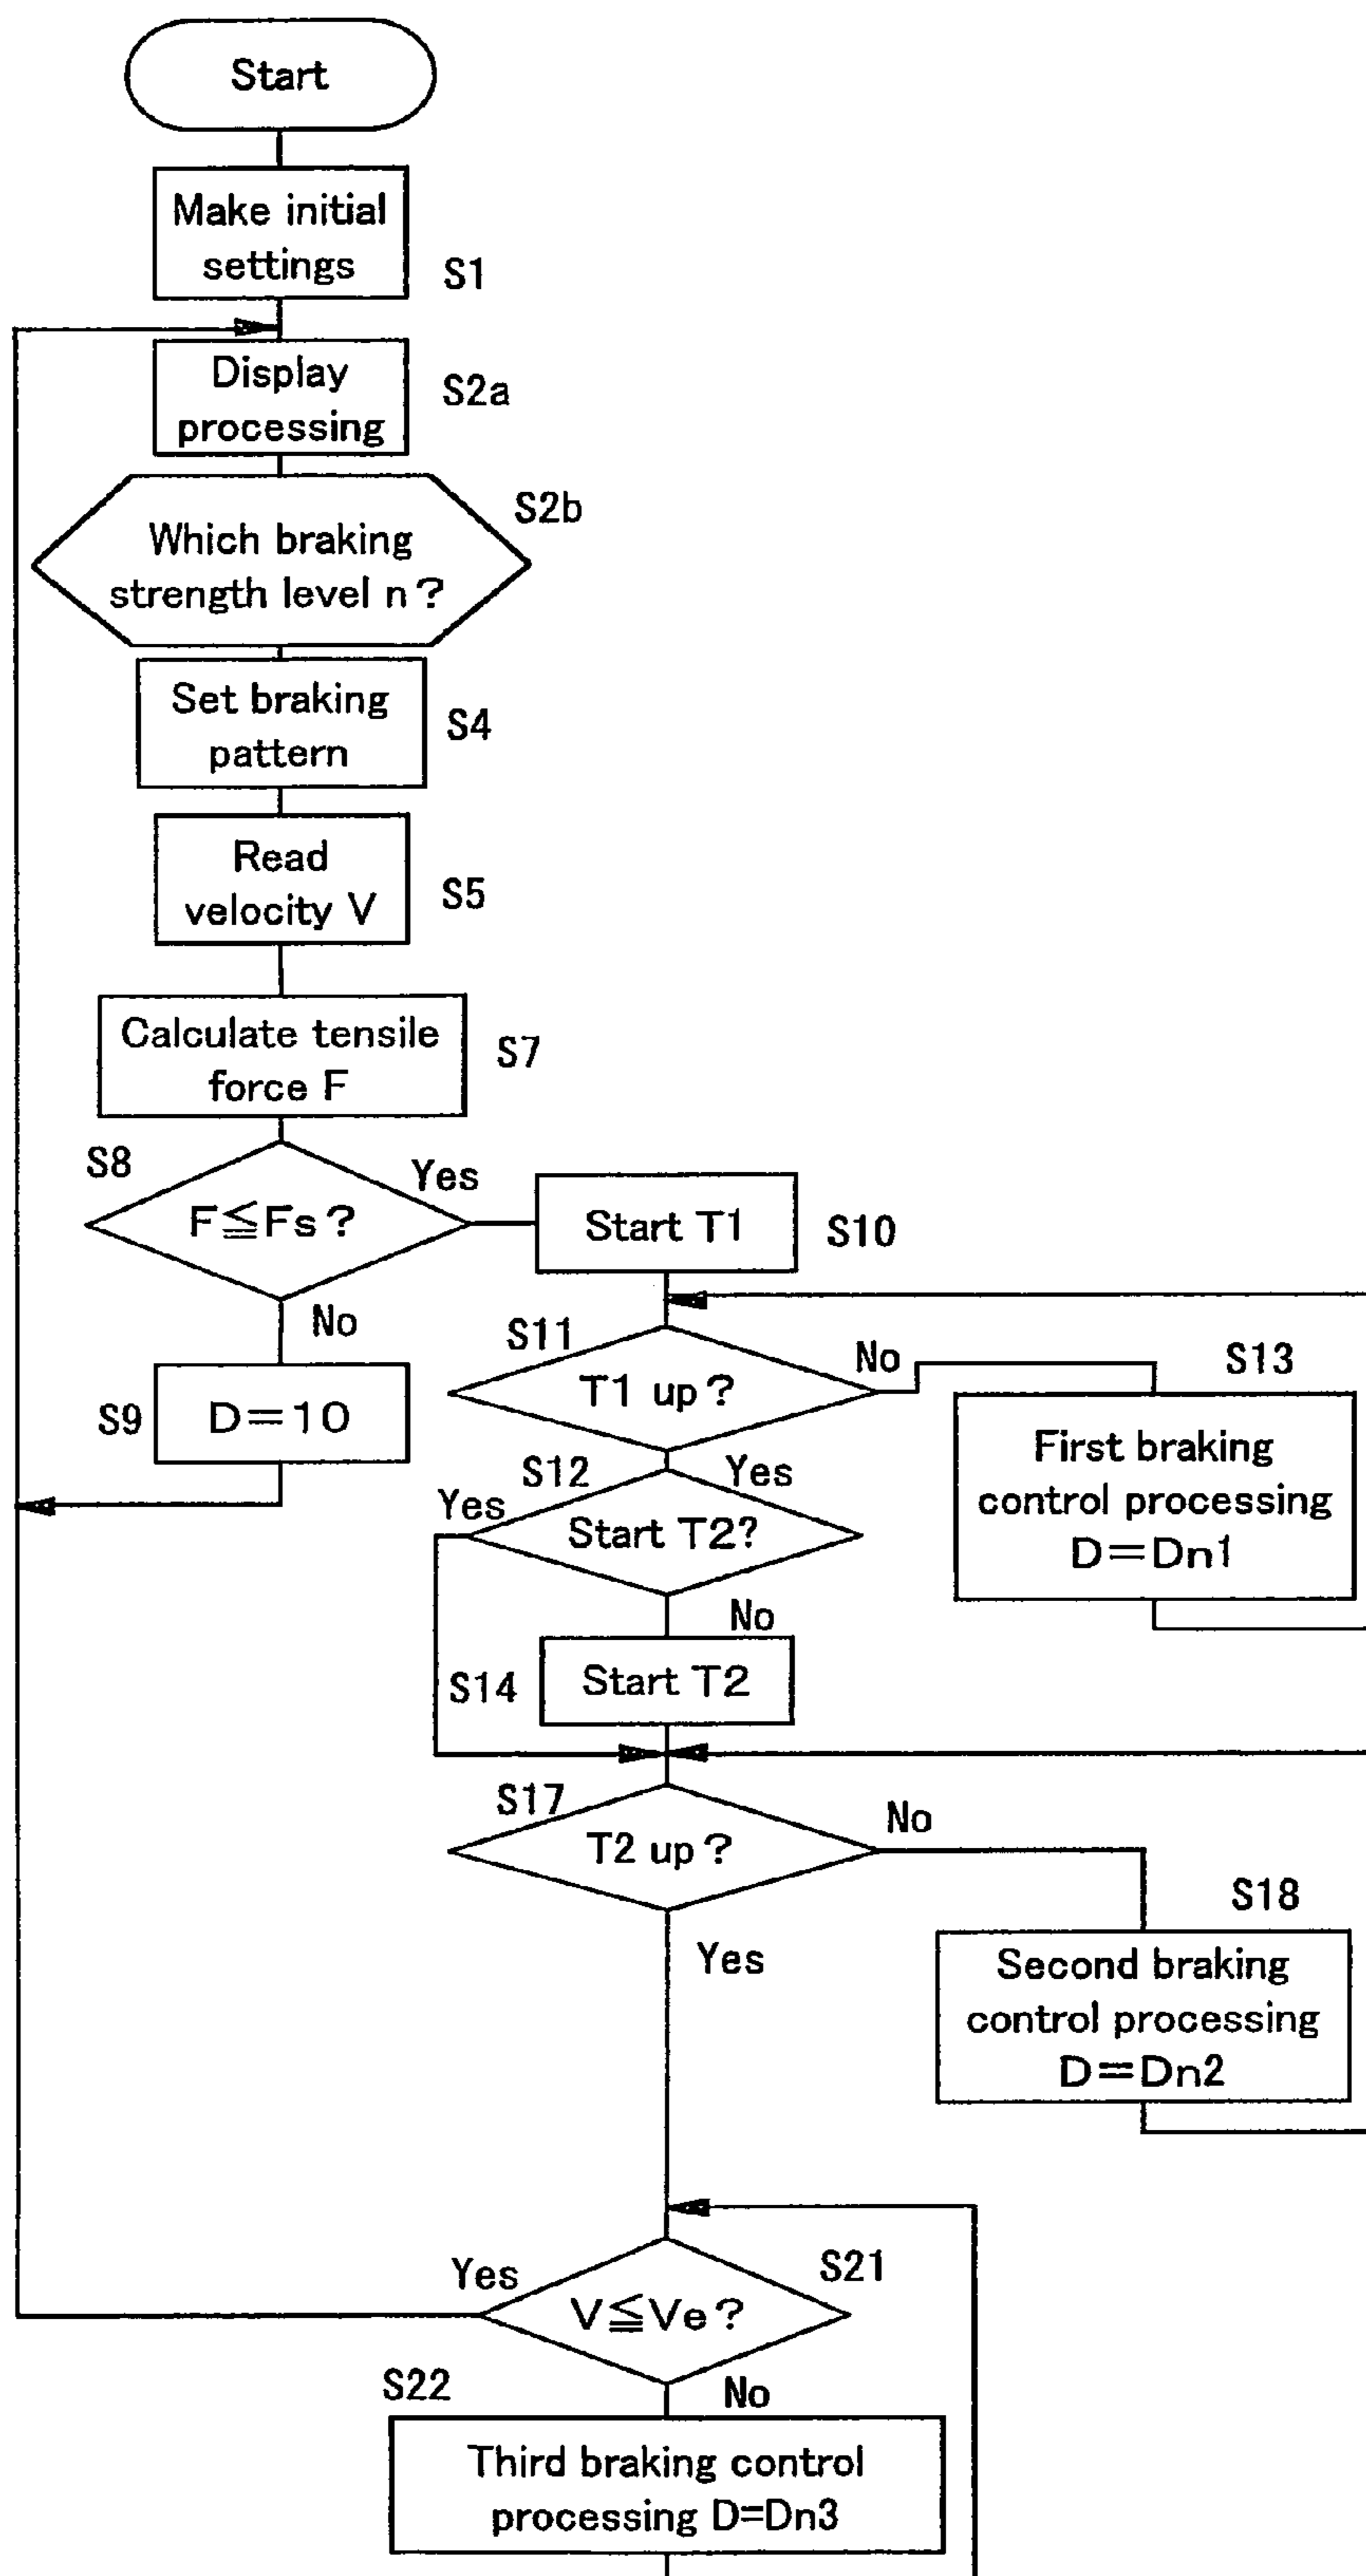 Start
Make initial
settings
S1
Display
processing
S2a
S2b
Which braking
strength level n?
Set braking
pattern
S4
Read
velocity V
S5
Calculate tensile
force F
S7
S8
F≦Fs?
Yes
Start T1
S10
No
S9
D=10
S11
T1 up?
No
S13
First braking
control processing
D=Dn1
S12
Yes
Yes
Start T2?
No
S14
Start T2
S17
T2 up?
No
S18
Second braking
control processing
D=Dn2
Yes
Yes
S21
V≦Ve?
S22
No
Third braking control
processing D=Dn3